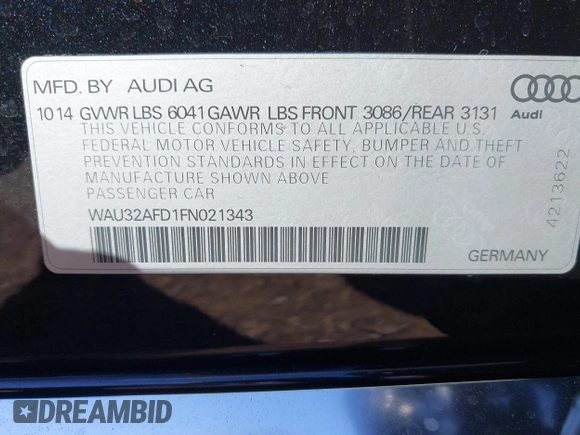 MFD. BY AUDI AG
1014 GVWR LBS 6041 GAWR LBS FRONT 3086/REAR 3131
Audi
THIS VEHICLE CONFORMS TO ALL APPLICABLE U.S.
FEDERAL MOTOR VEHICLE SAFETY, BUMPER AND THEFT
PREVENTION STANDARDS IN EFFECT ON THE DATE OF
MANUFACTURE SHOWN ABOVE
PASSENGER CAR
4213622
WAU32AFD1FN021343
GERMANY
DREAMBID